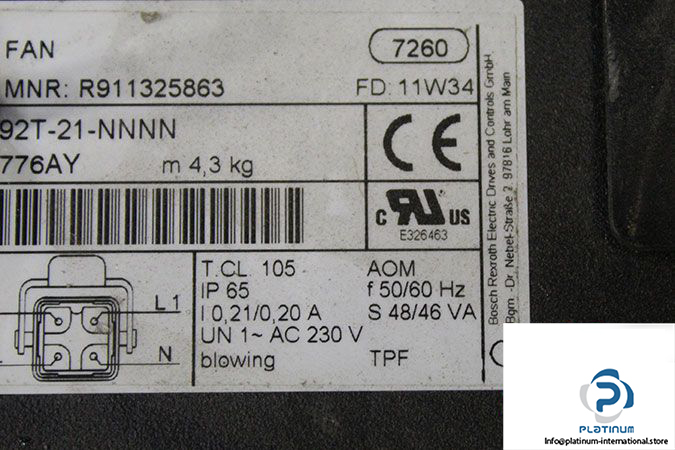 FAN
7260
MNR: R911325863
FD: 11W34
92T-21-NNNN
776AY
m 4,3 kg
CE
c RU US
E326463
T.CL. 105
AOM
IP 65
f 50/60 Hz
I 0,21/0,20 A
S 48/46 VA
UN 1~ AC 230 V
blowing
TPF
L1
N
Bosch Rexroth Electric Drives and Controls GmbH
Bgm.-Dr. Nebel-Straße 2 97816 Lohr am Main
PLATINUM
Info@platinum-international.store